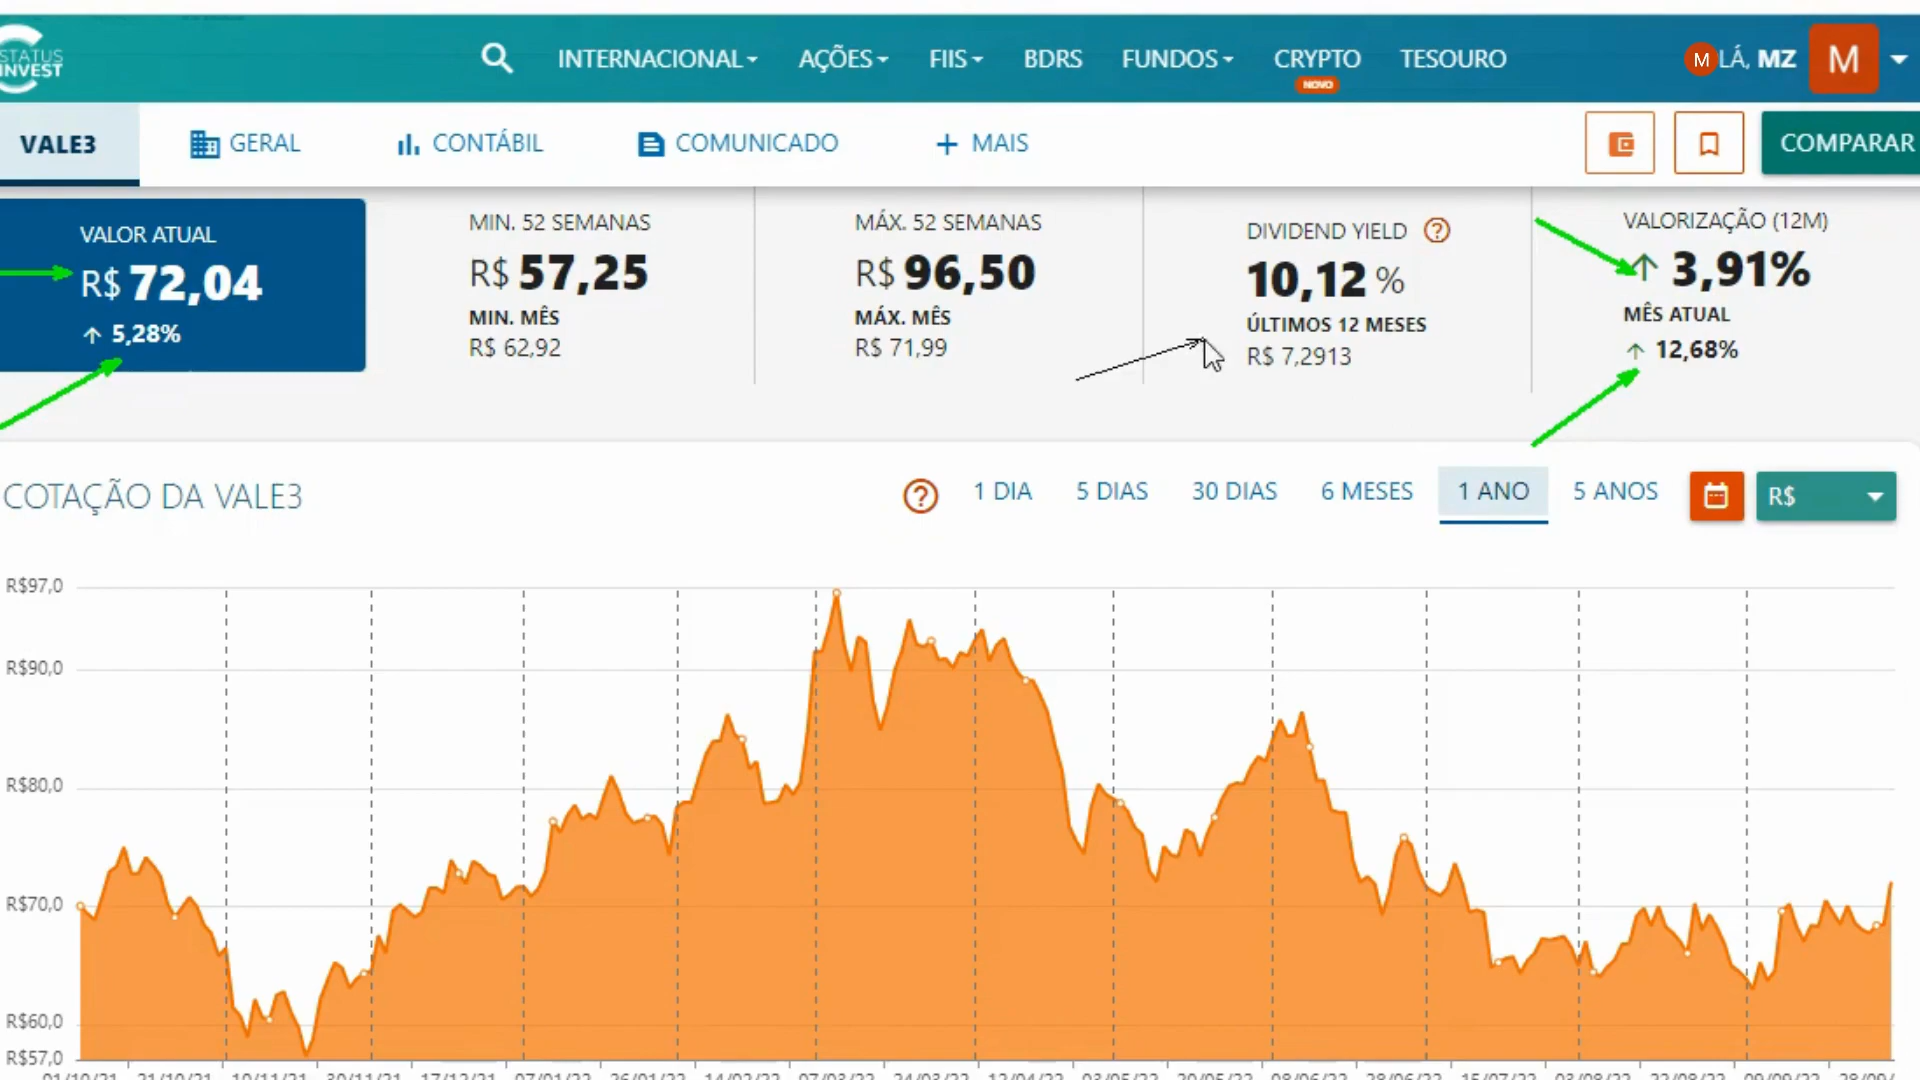 STATUS
INVEST
INTERNACIONAL
AÇÕES
FIIS
BDRS
FUNDOS
CRYPTO
NOVO
TESOURO
M
LÁ, MZ
M
VALE3
GERAL
CONTÁBIL
COMUNICADO
+ MAIS
COMPARAR
VALOR ATUAL
R$ 72,04
5,28%
MIN. 52 SEMANAS
R$ 57,25
MIN. MÊS
R$ 62,92
MÁX. 52 SEMANAS
R$ 96,50
MÁX. MÊS
R$ 71,99
DIVIDEND YIELD ?
10,12 %
ÚLTIMOS 12 MESES
R$ 7,2913
VALORIZAÇÃO (12M)
3,91%
MÊS ATUAL
12,68%
COTAÇÃO DA VALE3
?
1 DIA
5 DIAS
30 DIAS
6 MESES
1 ANO
5 ANOS
R$
R$97,0
R$90,0
R$80,0
R$70,0
R$60,0
R$57,0